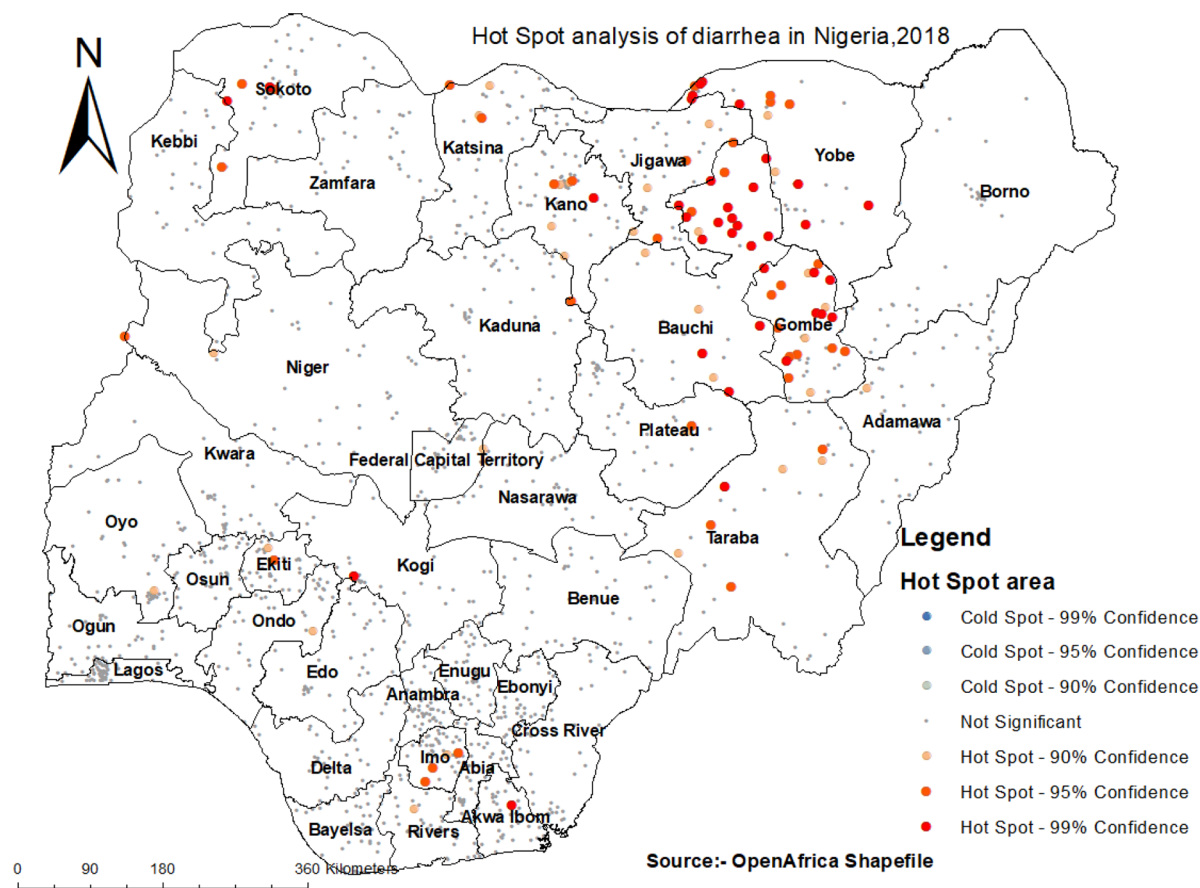 Hot Spot analysis of diarrhea in Nigeria,2018
N
Sokoto
Kebbi
Katsina
Zamfara
Jigawa
Yobe
Kano
Borno
Kaduna
Bauchi
Gombe
Niger
Adamawa
Plateau
Kwara
Federal Capital Territory
Nasarawa
Oyo
Taraba
Ekiti
Kogi
Osun
Benue
Ogun
Ondo
Lagos
Edo
Enugu
Anambra
Ebonyi
Cross River
Imo
Delta
Abia
Akwa Ibom
Bayelsa
Rivers
Legend
Hot Spot area
Cold Spot - 99% Confidence
Cold Spot - 95% Confidence
Cold Spot - 90% Confidence
Not Significant
Hot Spot - 90% Confidence
Hot Spot - 95% Confidence
Hot Spot - 99% Confidence
Source:- OpenAfrica Shapefile
0 90 180 360 Kilometers